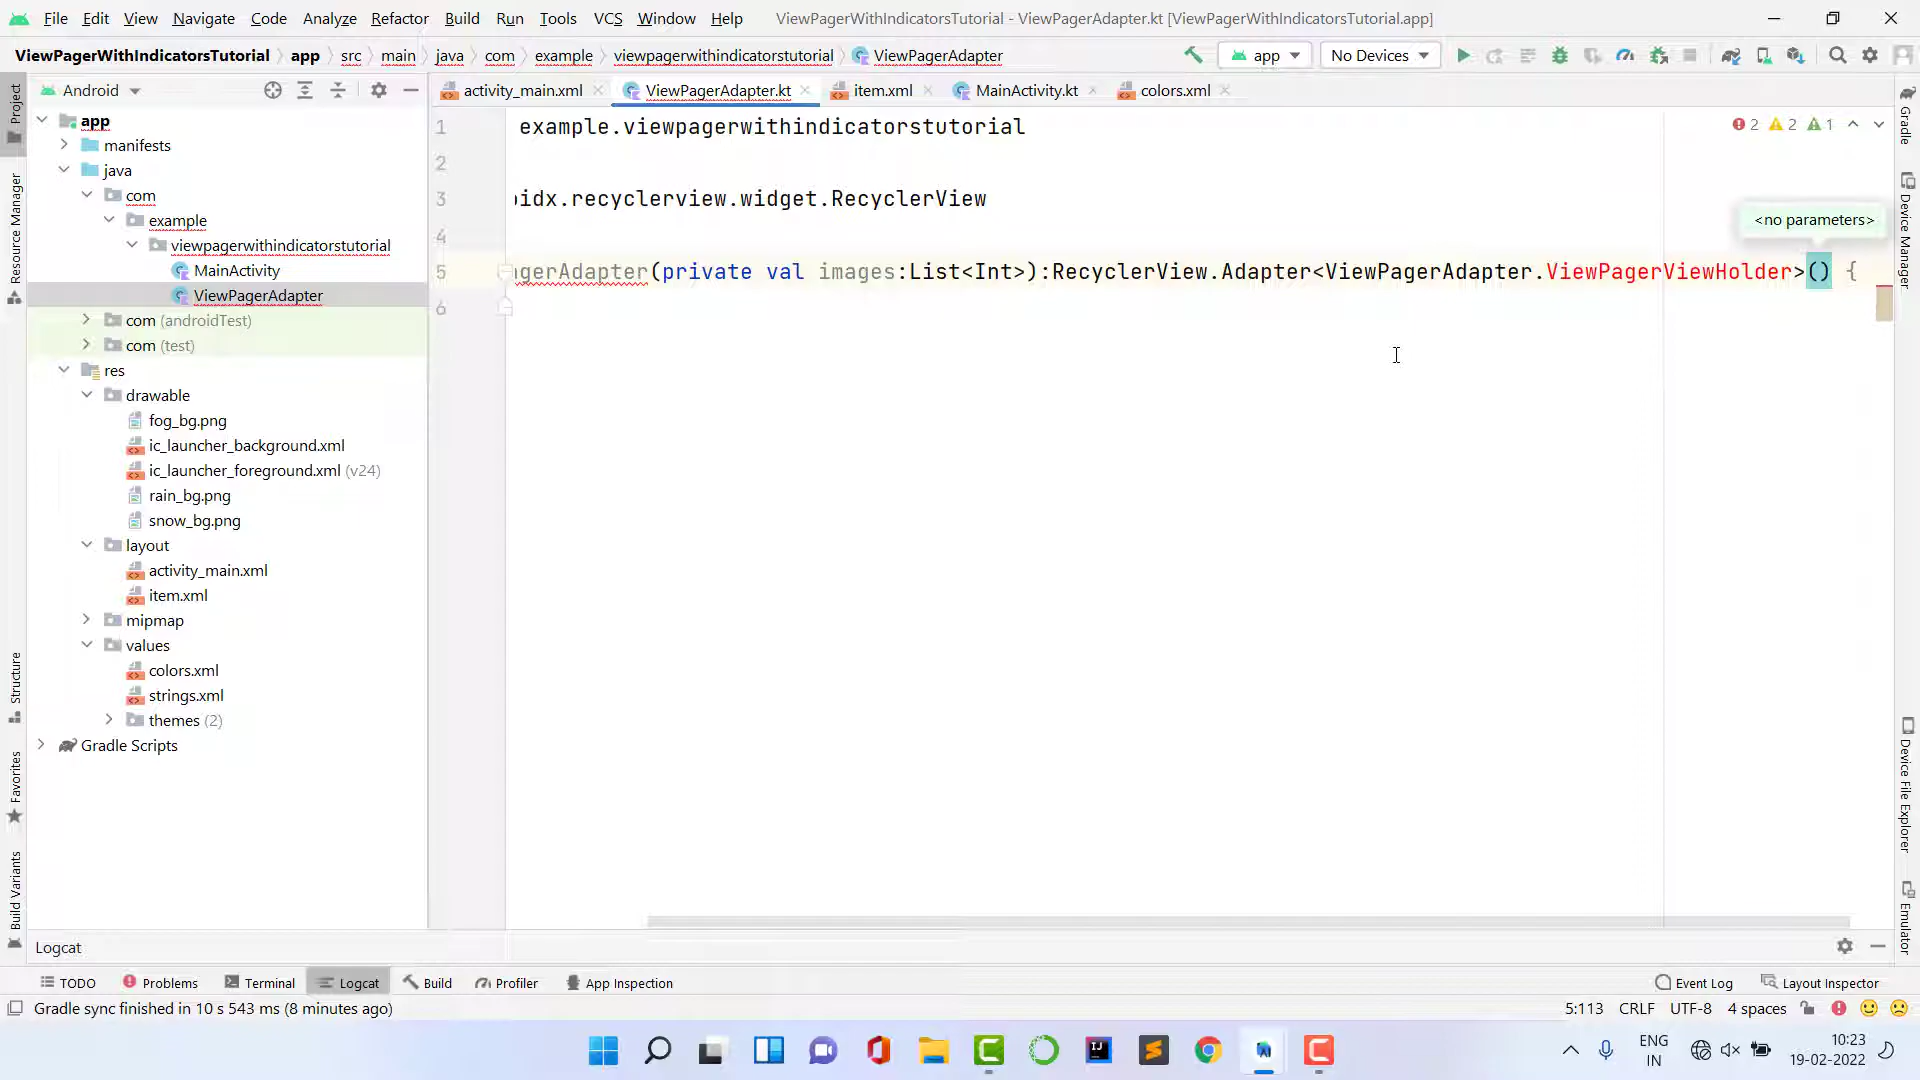 File Edit View Navigate Code Analyze Refactor Build Run Tools VCS Window Help ViewPagerWithIndicatorsTutorial - ViewPagerAdapter.kt [ViewPagerWithIndicatorsTutorial.app]
ViewPagerWithIndicatorsTutorial app src main java com example viewpagerwithindicatorstutorial ViewPagerAdapter app No Devices
Android activity_main.xml ViewPagerAdapter.kt item.xml MainActivity.kt colors.xml
Project
Resource Manager
Structure
Favorites
Build Variants
app
manifests
java
com
example
viewpagerwithindicatorstutorial
MainActivity
ViewPagerAdapter
com (androidTest)
com (test)
res
drawable
fog_bg.png
ic_launcher_background.xml
ic_launcher_foreground.xml (v24)
rain_bg.png
snow_bg.png
layout
activity_main.xml
item.xml
mipmap
values
colors.xml
strings.xml
themes (2)
Gradle Scripts
2 2 1
1 example.viewpagerwithindicatorstutorial
2
3 oidx.recyclerview.widget.RecyclerView
4
<no parameters>
5 gerAdapter(private val images:List<Int>):RecyclerView.Adapter<ViewPagerAdapter.ViewPagerViewHolder>() {
6
Gradle
Device Manager
Device File Explorer
Emulator
Logcat
TODO Problems Terminal Logcat Build Profiler App Inspection Event Log Layout Inspector
Gradle sync finished in 10 s 543 ms (8 minutes ago) 5:113 CRLF UTF-8 4 spaces
ENG
IN
10:23
19-02-2022